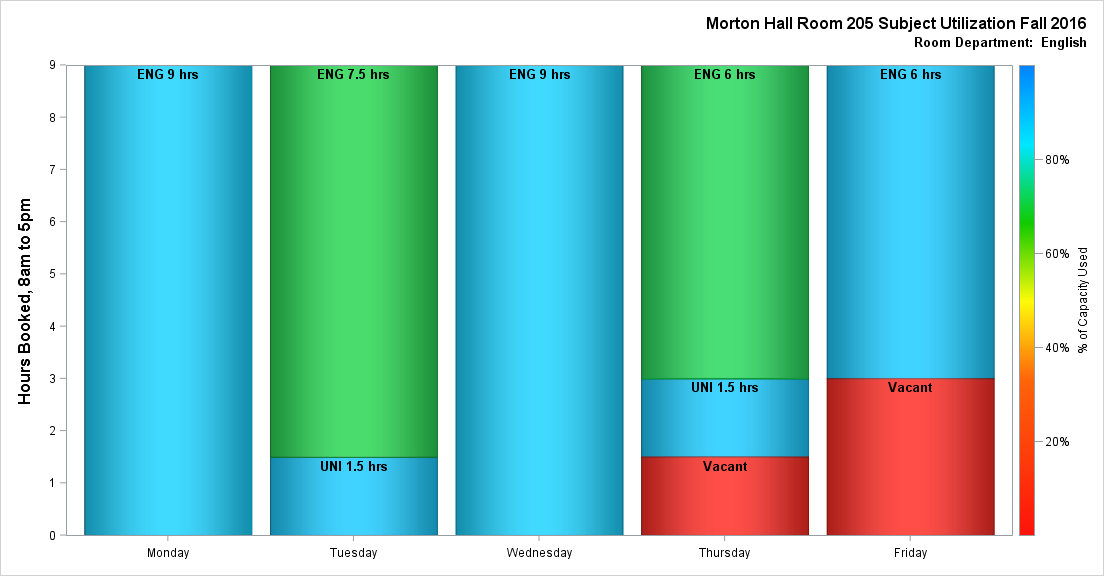 Morton Hall Room 205 Subject Utilization Fall 2016
Room Department:  English
Hours Booked, 8am to 5pm
9
8
7
6
5
4
3
2
1
0
ENG 9 hrs
ENG 7.5 hrs
UNI 1.5 hrs
ENG 9 hrs
ENG 6 hrs
UNI 1.5 hrs
Vacant
ENG 6 hrs
Vacant
Monday
Tuesday
Wednesday
Thursday
Friday
80%
60%
40%
20%
% of Capacity Used